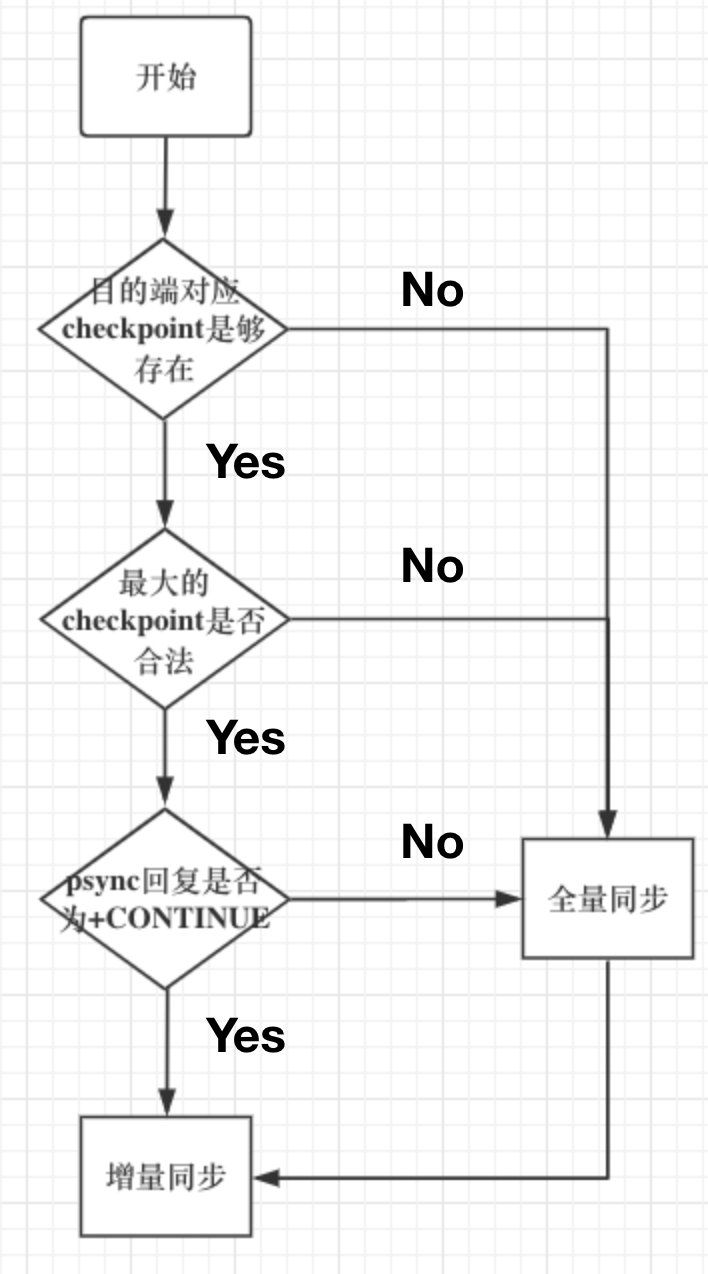 开始
目的端对应
checkpoint是够
存在
No
Yes
最大的
checkpoint是否
合法
No
Yes
psync回复是否
为+CONTINUE
No
全量同步
Yes
增量同步